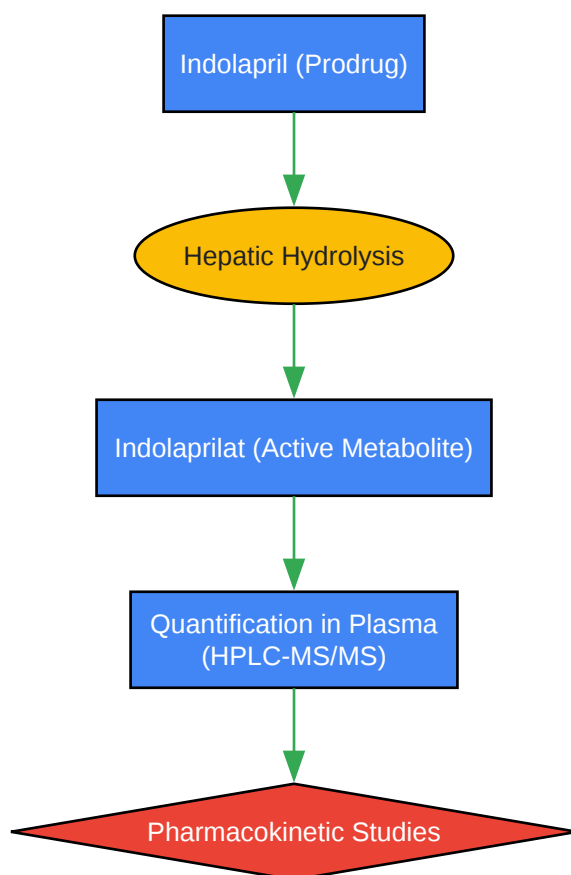 Indolapril (Prodrug)
Hepatic Hydrolysis
Indolaprilat (Active Metabolite)
Quantification in Plasma
(HPLC-MS/MS)
Pharmacokinetic Studies